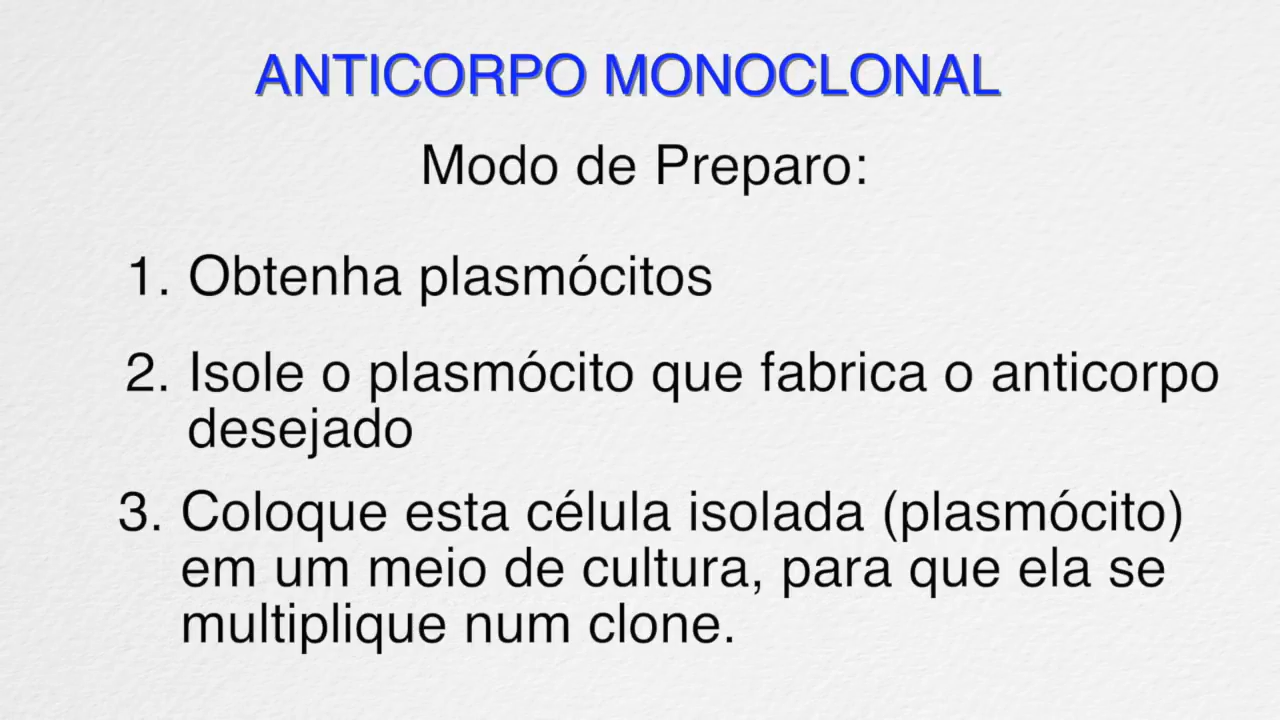 ANTICORPO MONOCLONAL
Modo de Preparo:
1. Obtenha plasmócitos
2. Isole o plasmócito que fabrica o anticorpo
desejado
3. Coloque esta célula isolada (plasmócito)
em um meio de cultura, para que ela se
multiplique num clone.